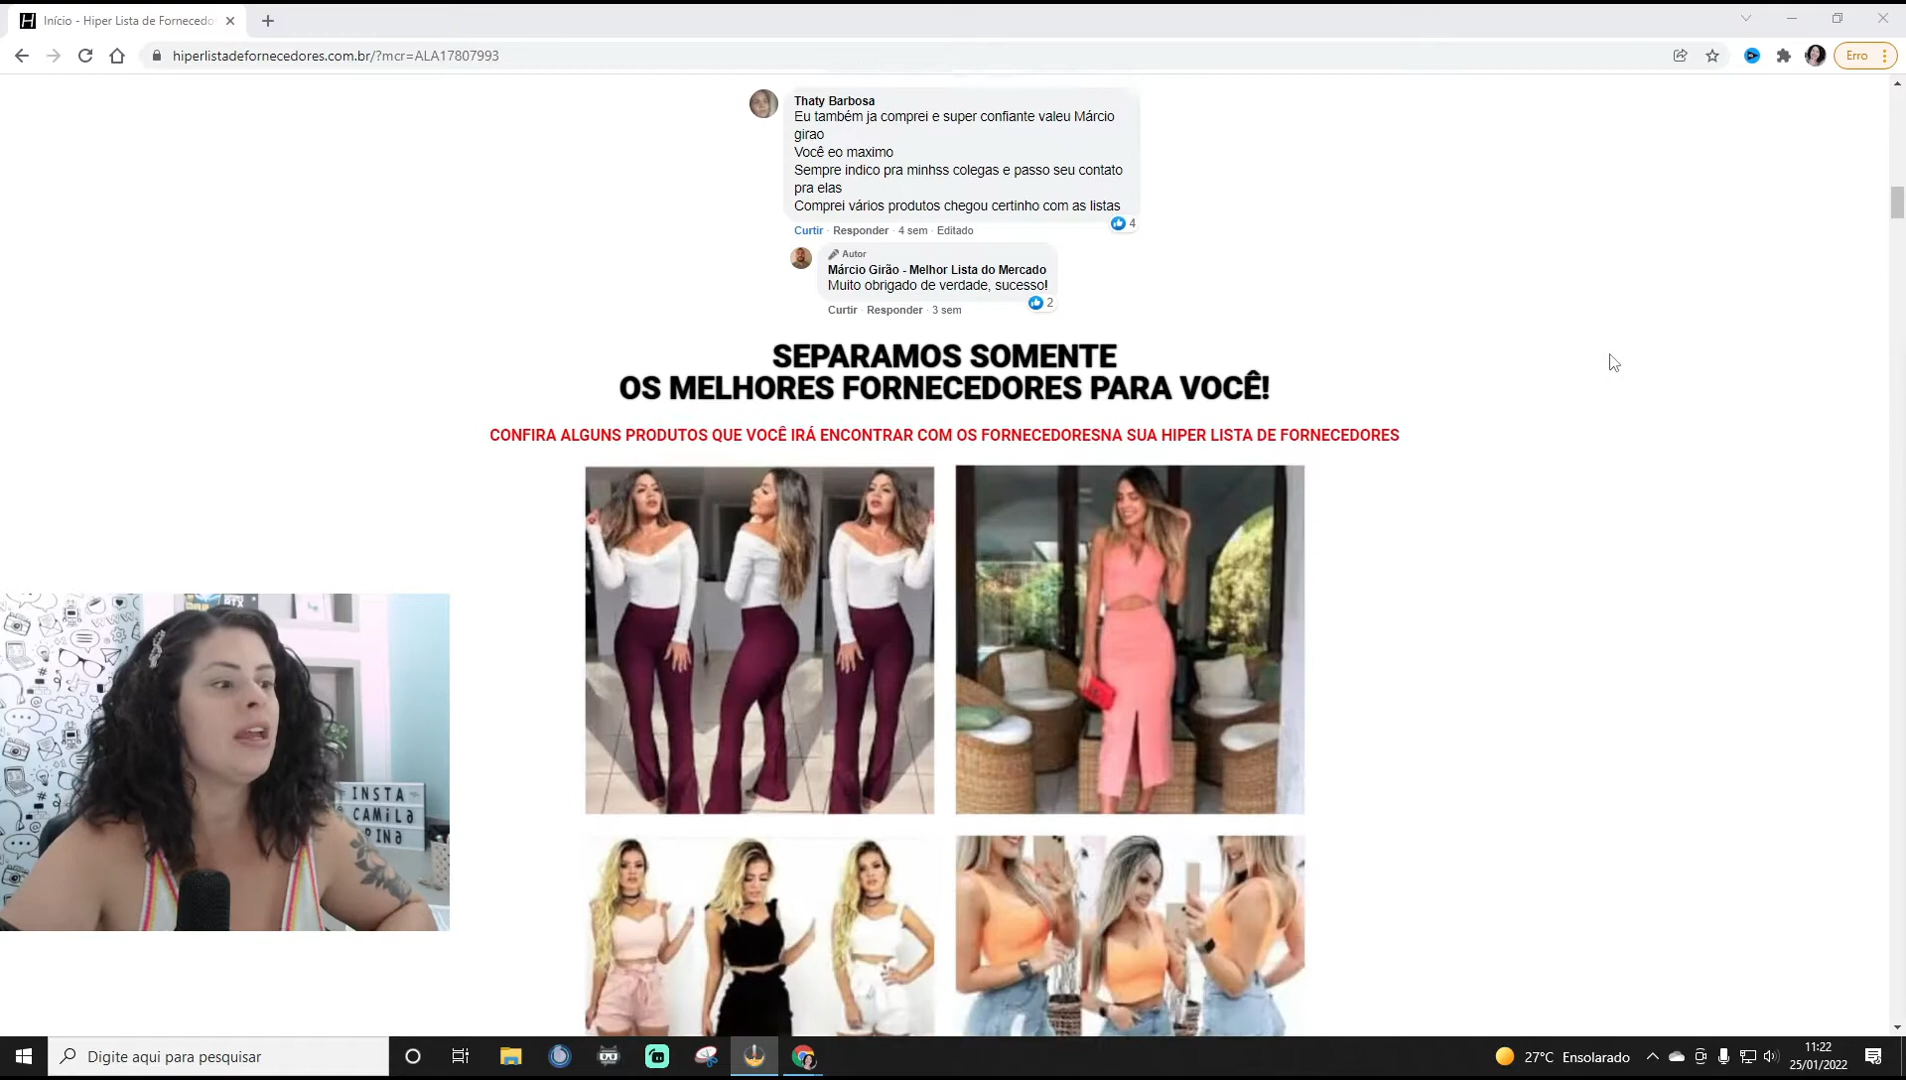 Início - Hiper Lista de Fornecedo
hiperlistadefornecedores.com.br/?mcr=ALA17807993
Erro
Thaty Barbosa
Eu também ja comprei e super confiante valeu Márcio
girao
Você eo maximo
Sempre indico pra minhss colegas e passo seu contato
pra elas
Comprei vários produtos chegou certinho com as listas
4
Curtir · Responder · 4 sem · Editado
Autor
Márcio Girão - Melhor Lista do Mercado
Muito obrigado de verdade, sucesso!
2
Curtir · Responder · 3 sem
SEPARAMOS SOMENTE
OS MELHORES FORNECEDORES PARA VOCÊ!
CONFIRA ALGUNS PRODUTOS QUE VOCÊ IRÁ ENCONTRAR COM OS FORNECEDORESNA SUA HIPER LISTA DE FORNECEDORES
INSTA
CAMILA
PINA
Digite aqui para pesquisar
27°C Ensolarado
11:22
25/01/2022